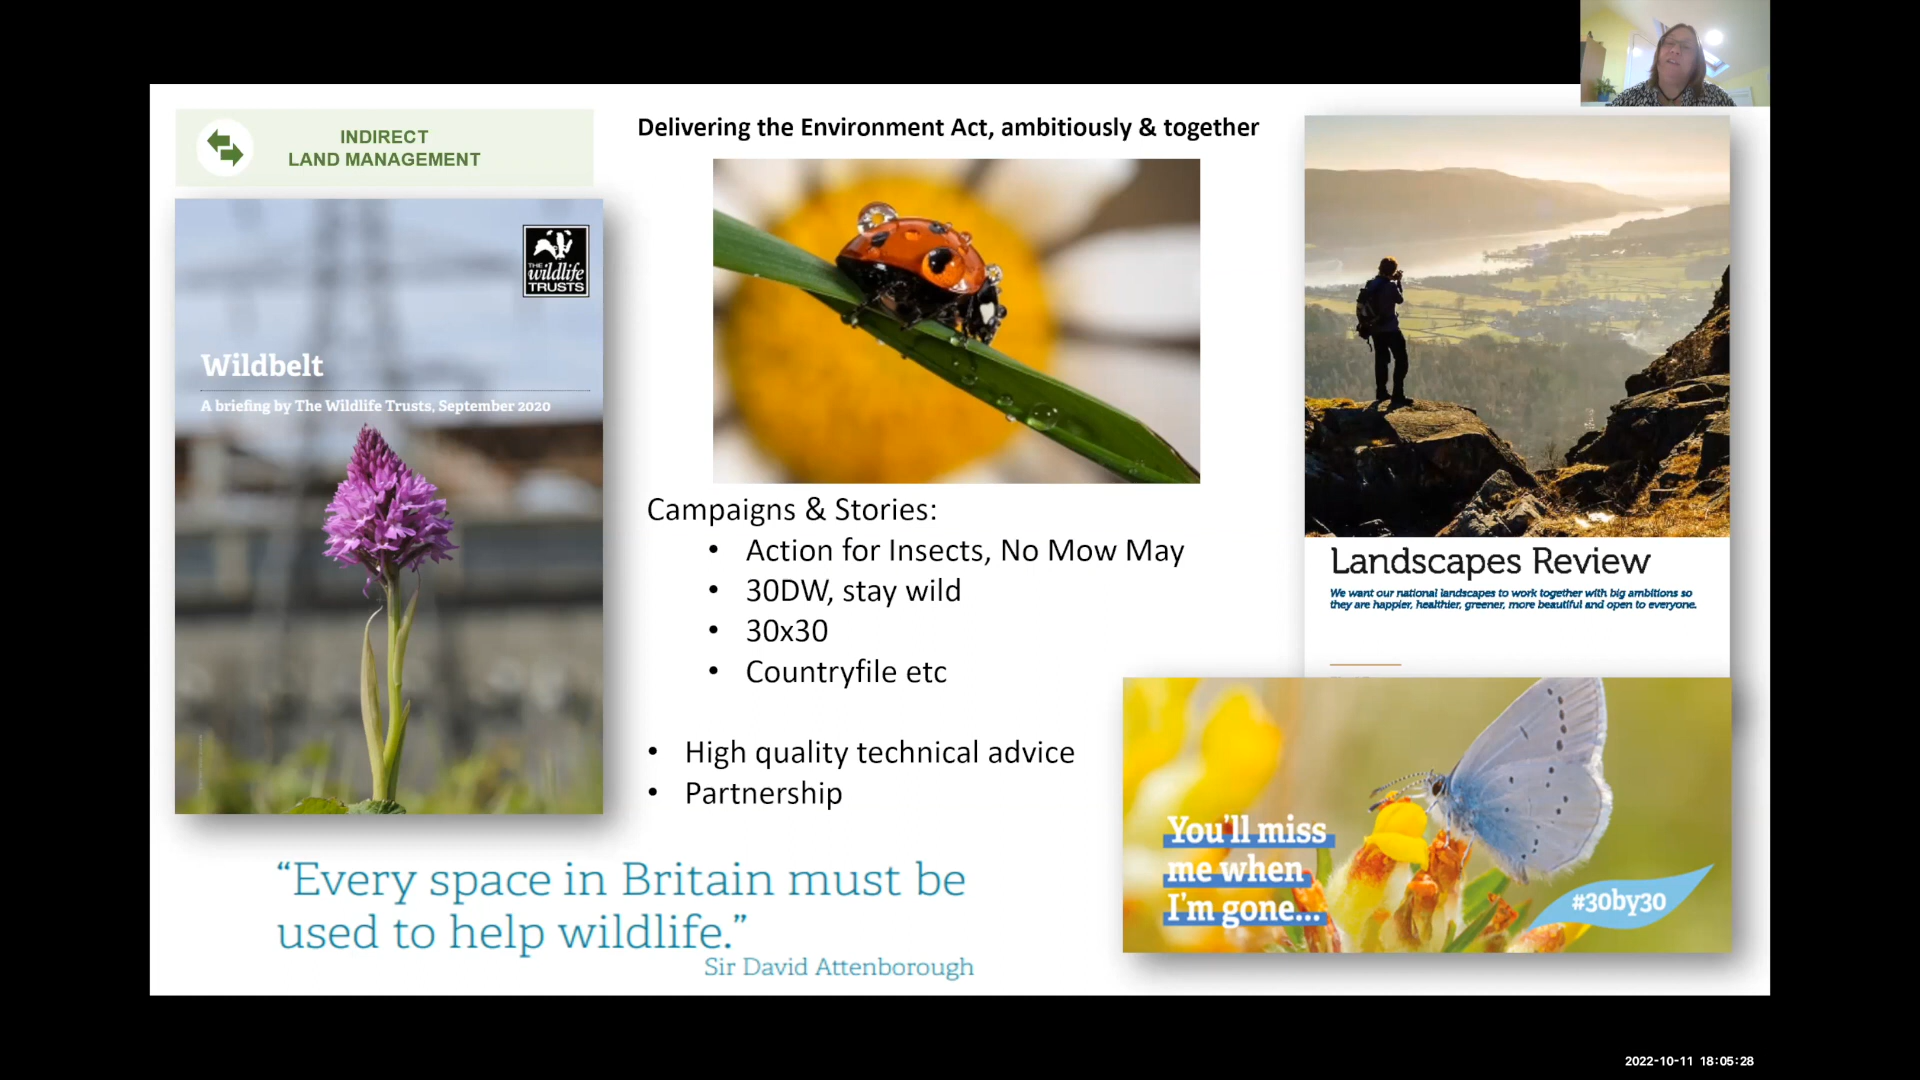 INDIRECT
LAND MANAGEMENT
Delivering the Environment Act, ambitiously & together
THE
wildlife
TRUSTS
Wildbelt
A briefing by The Wildlife Trusts, September 2020
Campaigns & Stories:
• Action for Insects, No Mow May
• 30DW, stay wild
• 30x30
• Countryfile etc
• High quality technical advice
• Partnership
“Every space in Britain must be
used to help wildlife.”
Sir David Attenborough
Landscapes Review
We want our national landscapes to work together with big ambitions so
they are happier, healthier, greener, more beautiful and open to everyone.
You'll miss
me when
I'm gone...
#30by30
2022-10-11 18:05:28